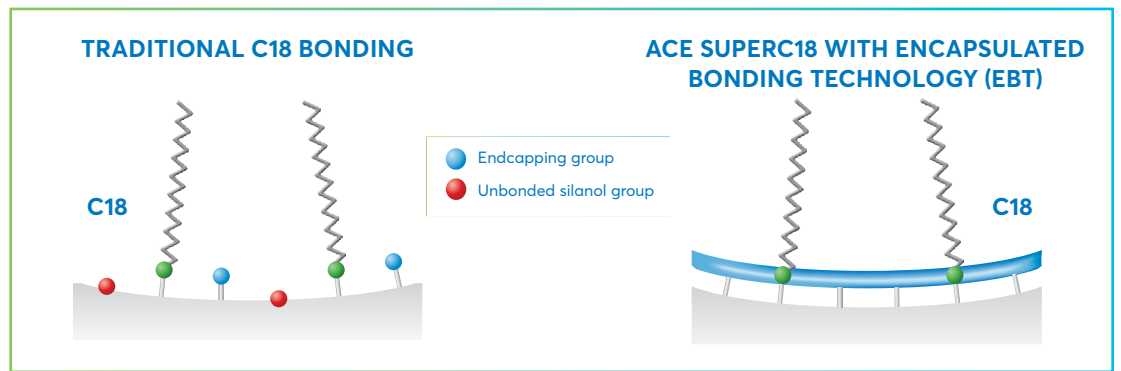 TRADITIONAL C18 BONDING
ACE SUPERC18 WITH ENCAPSULATED
BONDING TECHNOLOGY (EBT)
Endcapping group
Unbonded silanol group
C18
C18